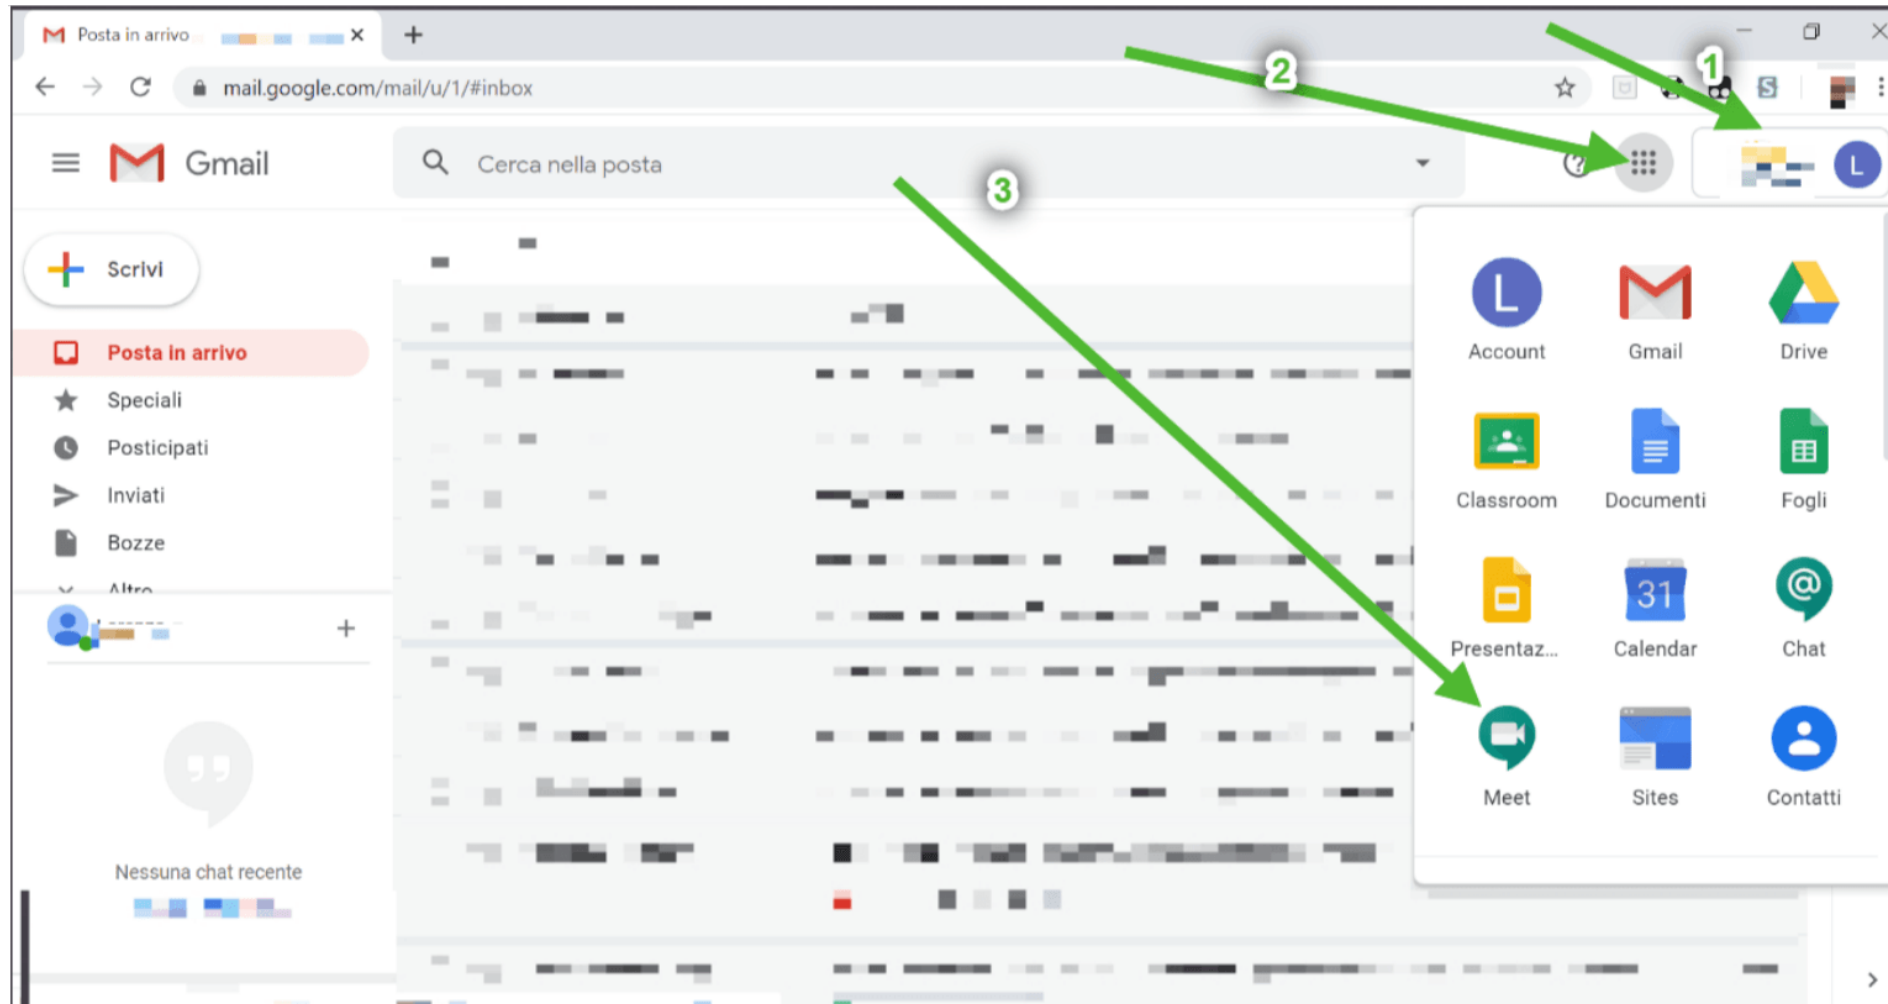 Posta in arrivo
mail.google.com/mail/u/1/#inbox
1
2
3
Gmail
Cerca nella posta
L
Scrivi
Posta in arrivo
Speciali
Posticipati
Inviati
Bozze
Altro
Nessuna chat recente
L
Account
Gmail
Drive
Classroom
Documenti
Fogli
31
Presentaz...
Calendar
Chat
Meet
Sites
Contatti